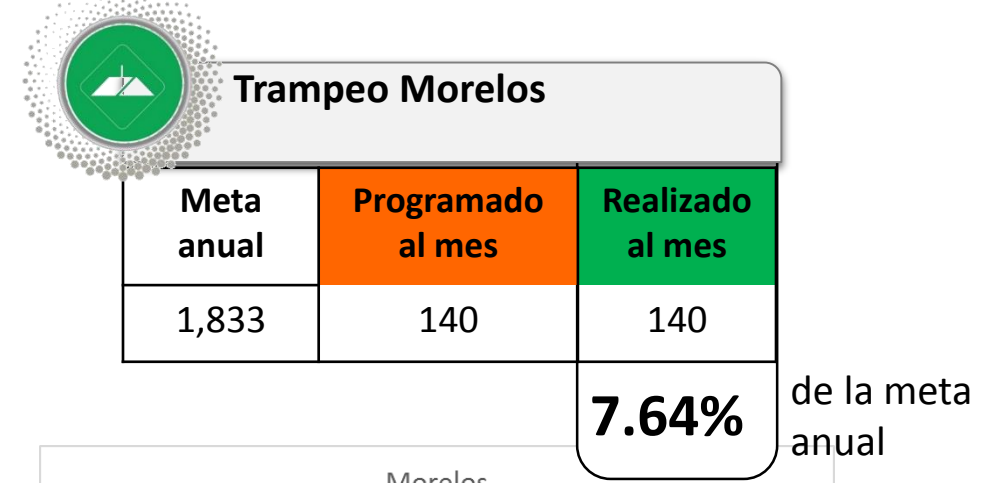 Trampeo Morelos
Meta anual
Programado al mes
Realizado al mes
1,833
140
140
7.64%
de la meta
anual
Morelos